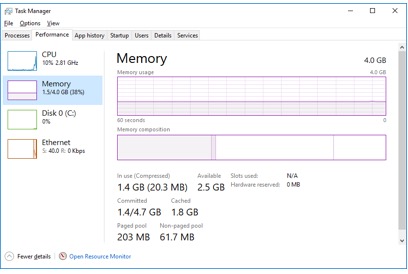 Task Manager
File Options View
Processes Performance App history Startup Users Details Services
CPU
10% 2.81 GHz
Memory
1.5/4.0 GB (38%)
Disk 0 (C:)
0%
Ethernet
S: 40.0 R: 0 Kbps
Memory 4.0 GB
Memory usage 4.0 GB
60 seconds 0
Memory composition
In use (Compressed) Available Slots used: N/A
1.4 GB (20.3 MB) 2.5 GB Hardware reserved: 0 MB
Committed Cached
1.4/4.7 GB 1.8 GB
Paged pool Non-paged pool
203 MB 61.7 MB
Fewer details Open Resource Monitor